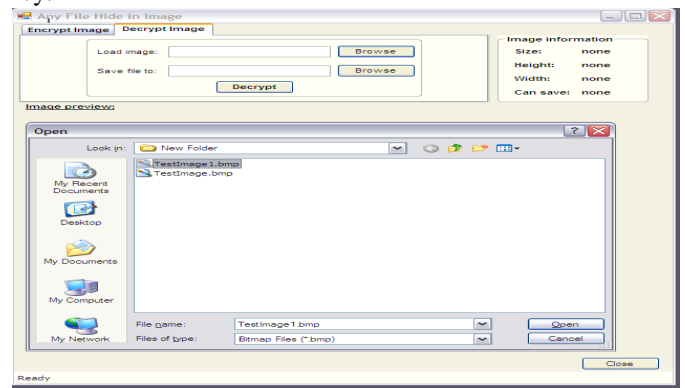 key.
Any File Hide in Image
Encrypt Image Decrypt Image
Load image: Browse
Save file to: Browse
Decrypt
Image Information
Size: none
Height: none
Width: none
Can save: none
Image preview:
Open
Look in: New Folder
TestImage1.bmp
TestImage.bmp
My Recent
Documents
Desktop
My Documents
My Computer
My Network
File name: TestImage1.bmp Open
Files of type: Bitmap Files (*.bmp) Cancel
Close
Ready